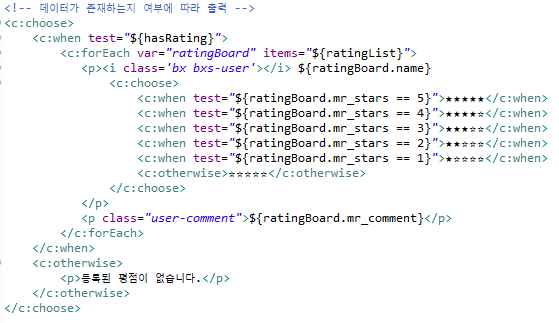 <!-- 데이터가 존재하는지 여부에 따라 출력 -->
<c:choose>
    <c:when test="${hasRating}">
        <c:forEach var="ratingBoard" items="${ratingList}">
            <p><i class='bx bxs-user'></i> ${ratingBoard.name}
                <c:choose>
                    <c:when test="${ratingBoard.mr_stars == 5}">★★★★★</c:when>
                    <c:when test="${ratingBoard.mr_stars == 4}">★★★★☆</c:when>
                    <c:when test="${ratingBoard.mr_stars == 3}">★★★☆☆</c:when>
                    <c:when test="${ratingBoard.mr_stars == 2}">★★☆☆☆</c:when>
                    <c:when test="${ratingBoard.mr_stars == 1}">★☆☆☆☆</c:when>
                    <c:otherwise>☆☆☆☆☆</c:otherwise>
                </c:choose>
            </p>
            <p class="user-comment">${ratingBoard.mr_comment}</p>
        </c:forEach>
    </c:when>
    <c:otherwise>
        <p>등록된 평점이 없습니다.</p>
    </c:otherwise>
</c:choose>